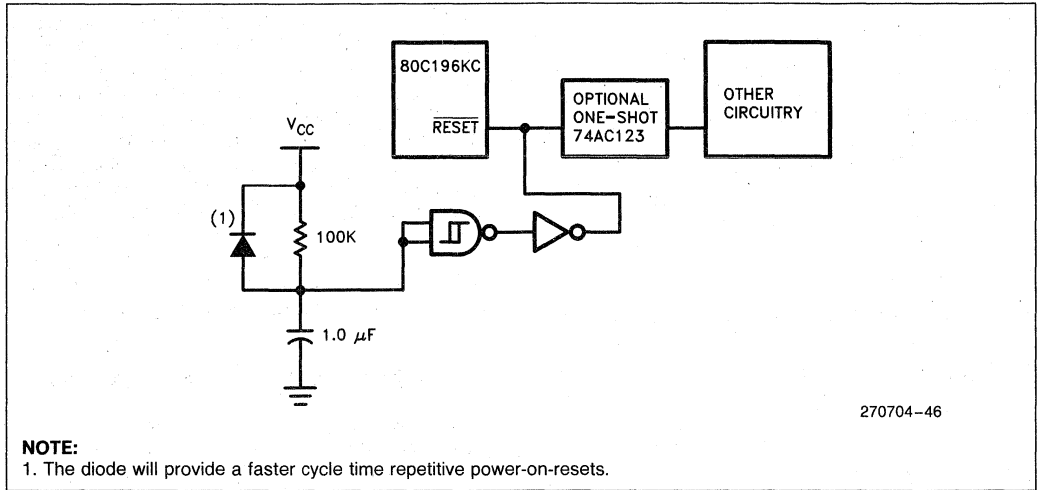 80C196KC
RESET
OPTIONAL
ONE-SHOT
74AC123
OTHER
CIRCUITRY
VCC
(1)
100K
1.0 μF
270704-46
NOTE:
1. The diode will provide a faster cycle time repetitive power-on-resets.